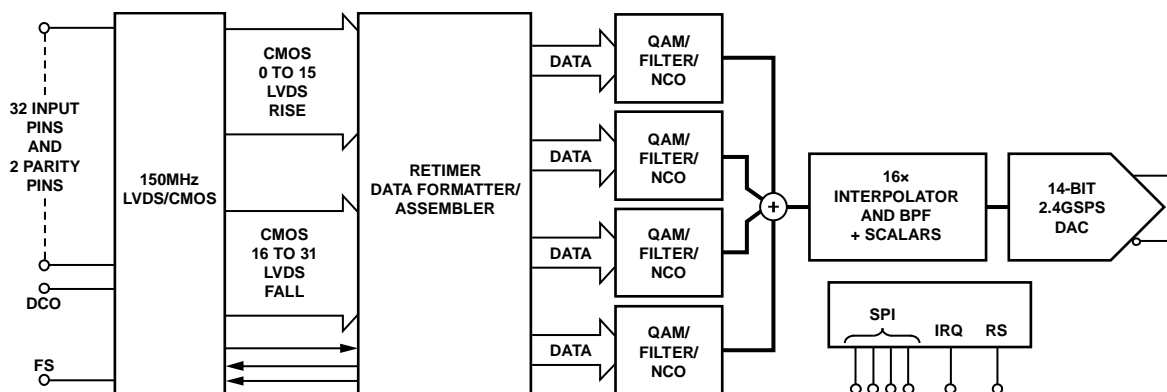 32 INPUT
PINS
AND
2 PARITY
PINS
DCO
FS
150MHz
LVDS/CMOS
CMOS
0 TO 15
LVDS
RISE
CMOS
16 TO 31
LVDS
FALL
RETIMER
DATA FORMATTER/
ASSEMBLER
DATA
DATA
DATA
DATA
QAM/
FILTER/
NCO
QAM/
FILTER/
NCO
QAM/
FILTER/
NCO
QAM/
FILTER/
NCO
+
16×
INTERPOLATOR
AND BPF
+ SCALARS
14-BIT
2.4GSPS
DAC
SPI
IRQ
RS